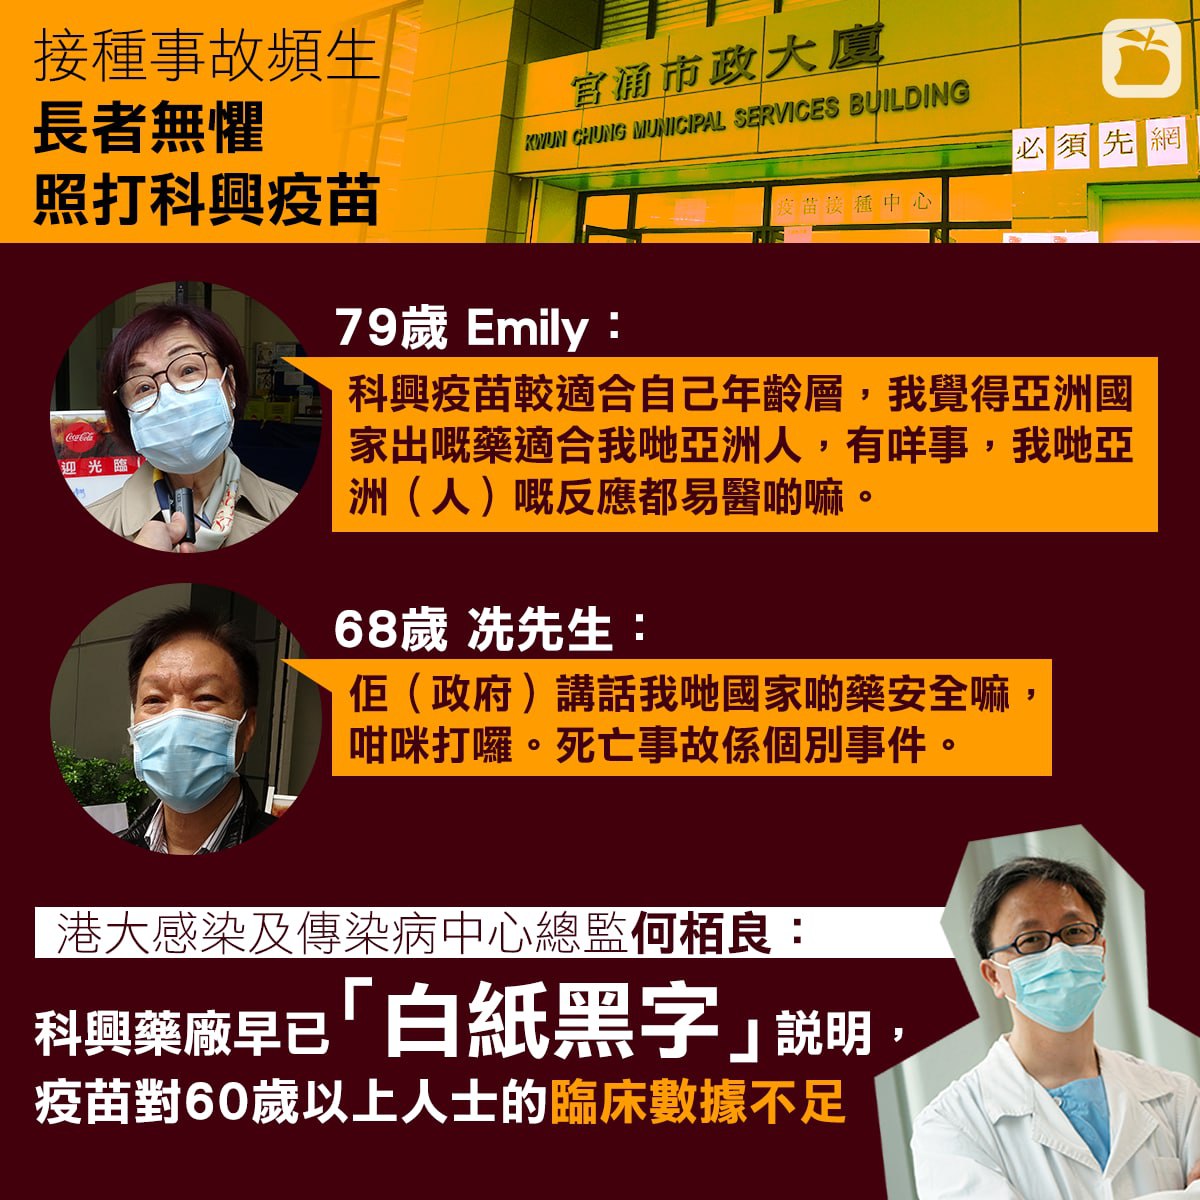 接種事故頻生
長者無懼
照打科興疫苗
官涌市政大廈
KWUN CHUNG MUNICIPAL SERVICES BUILDING
必須先網
疫苗接種中心
79歲 Emily：
科興疫苗較適合自己年齡層，我覺得亞洲國
家出嘅藥適合我哋亞洲人，有咩事，我哋亞
洲（人）嘅反應都易醫啲嘛。
Coca-Cola
迎光臨
68歲 冼先生：
佢（政府）講話我哋國家啲藥安全嘛，
咁咪打囉。死亡事故係個別事件。
港大感染及傳染病中心總監何栢良：
科興藥廠早已「白紙黑字」説明，
疫苗對60歲以上人士的臨床數據不足